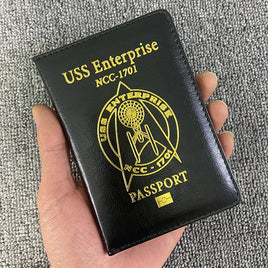 USS Enterprise
NCC-1701
USS ENTERPRISE
NCC - 1701
PASSPORT